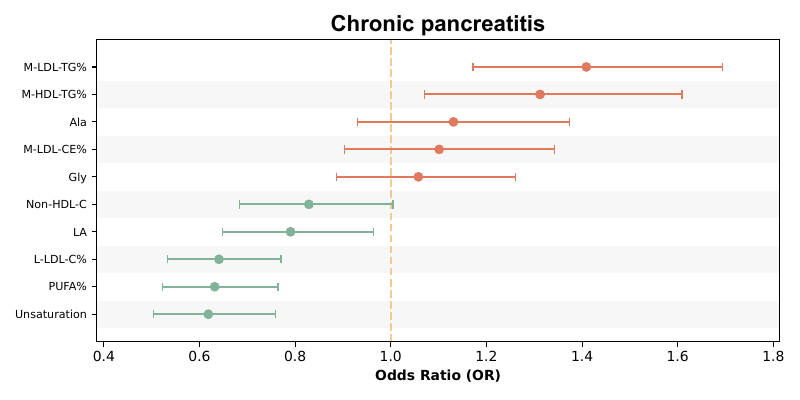 Chronic pancreatitis
M-LDL-TG%
M-HDL-TG%
Ala
M-LDL-CE%
Gly
Non-HDL-C
LA
L-LDL-C%
PUFA%
Unsaturation
0.4 0.6 0.8 1.0 1.2 1.4 1.6 1.8
Odds Ratio (OR)